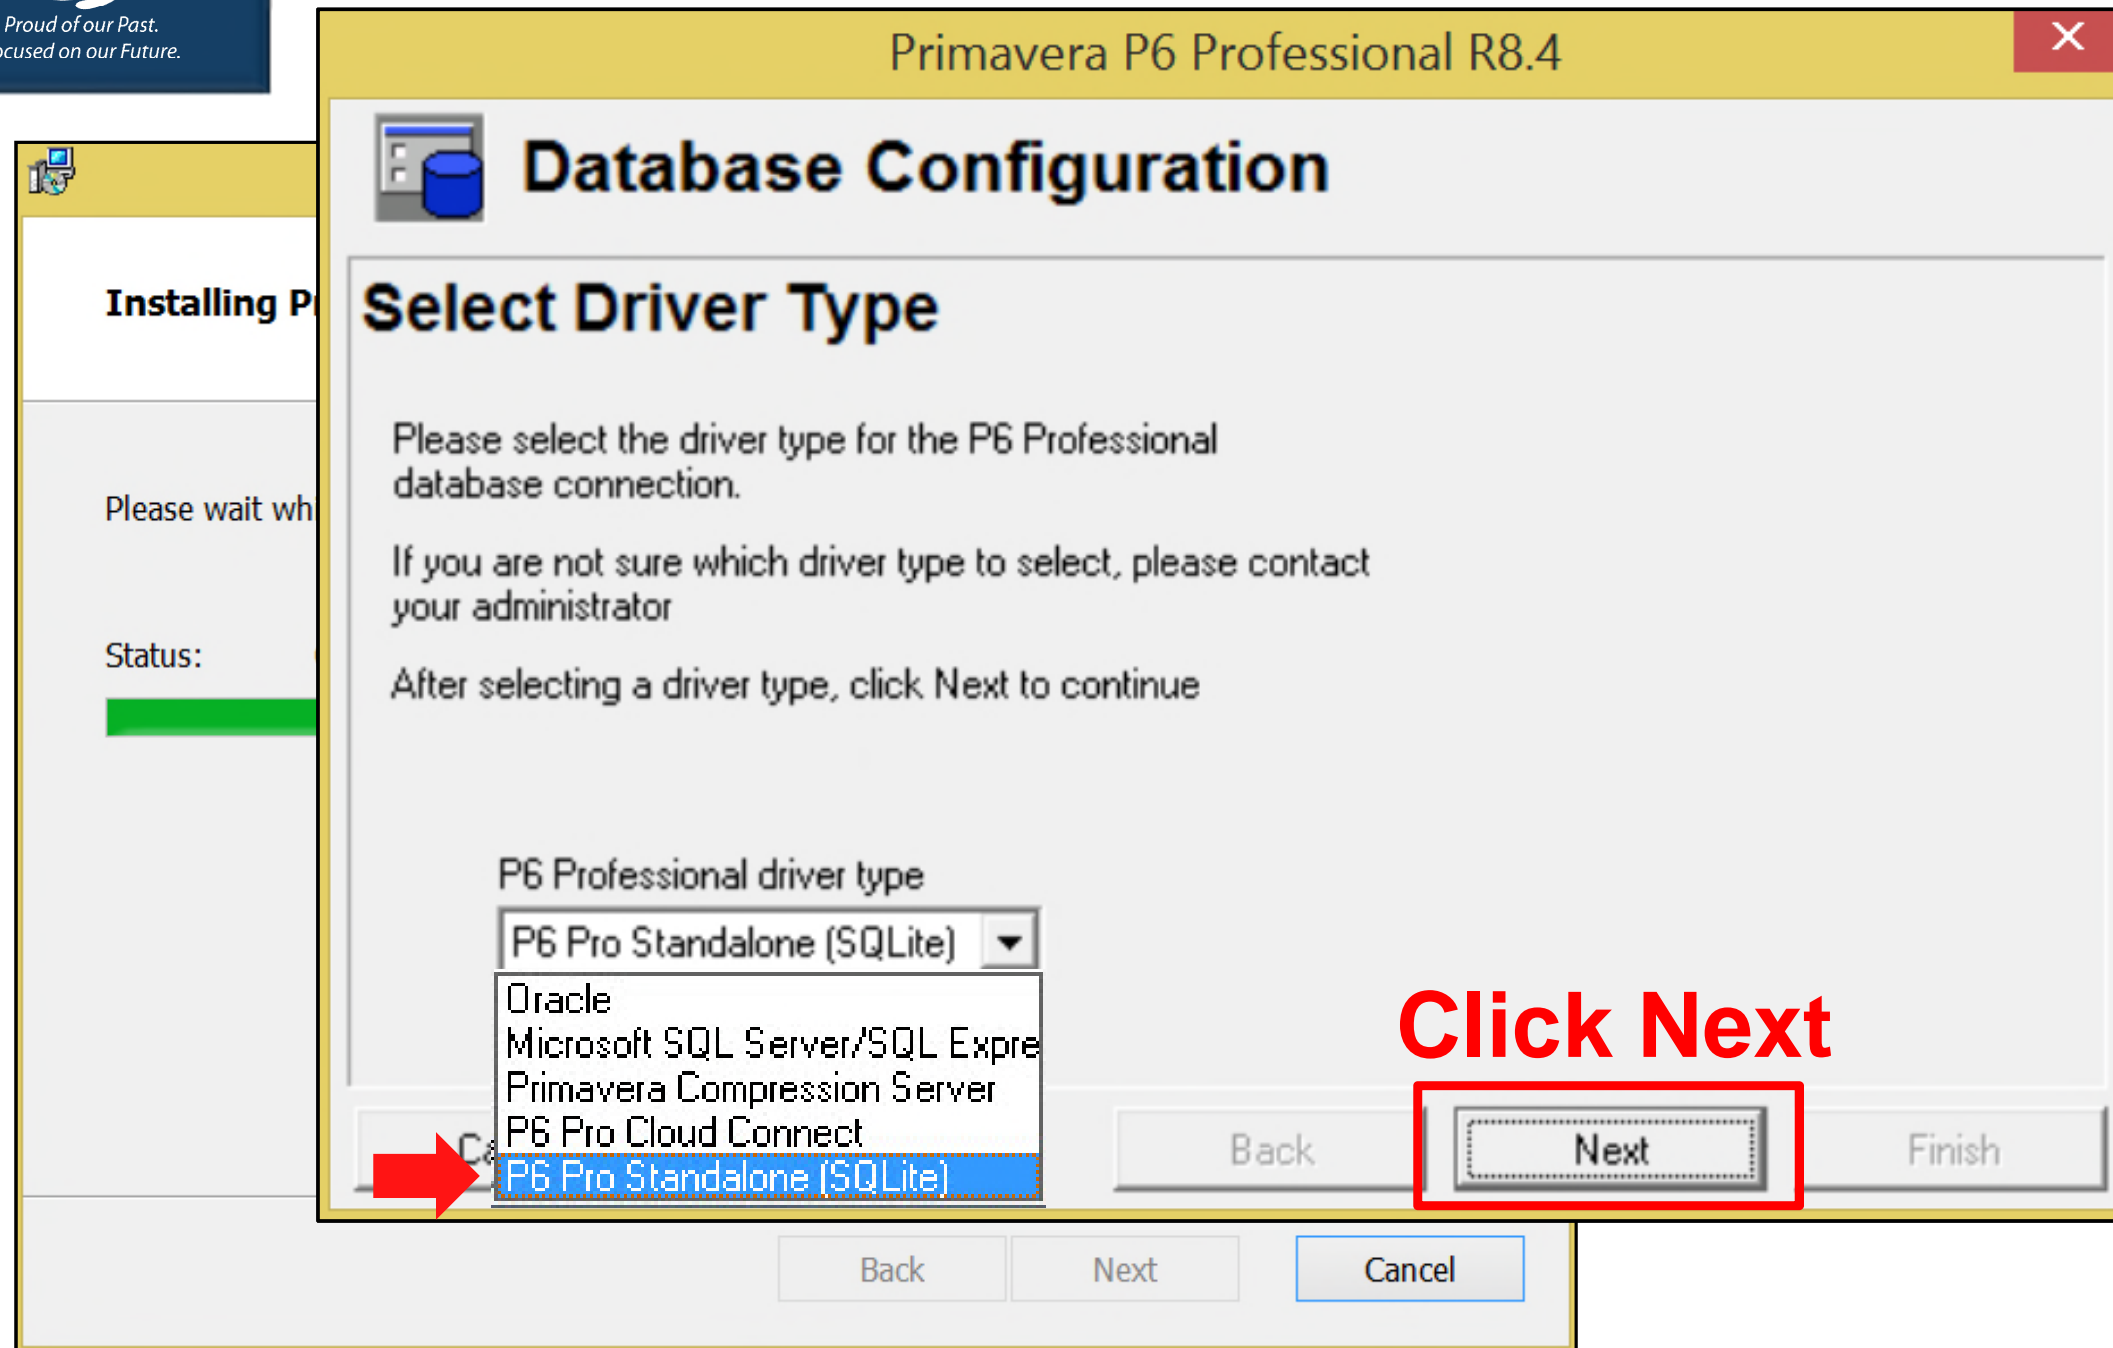 Proud of our Past.
ocused on our Future.
Primavera P6 Professional R8.4
Database Configuration
Installing
Select Driver Type
Please select the driver type for the P6 Professional
database connection.
Please wait
If you are not sure which driver type to select, please contact
your administrator
Status:
After selecting a driver type, click Next to continue
P6 Professional driver type
P6 Pro Standalone (SQLite)
Oracle
Microsoft SQL Server/SQL Expre
Primavera Compression Server
P6 Pro Cloud Connect
P6 Pro Standalone (SQLite)
Click Next
Back
Next
Finish
Back
Next
Cancel